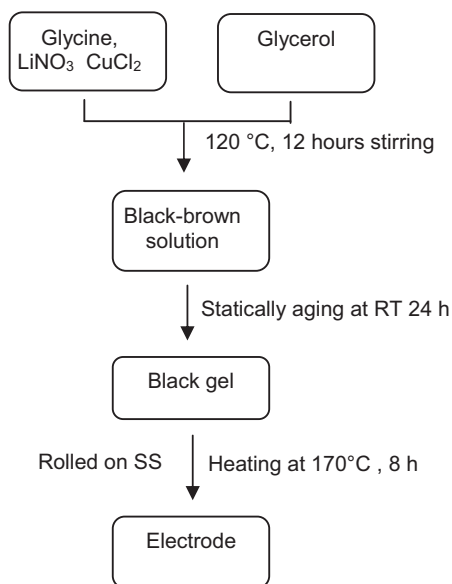 Glycine,
LiNO₃ CuCl₂
Glycerol
120 °C, 12 hours stirring
Black-brown
solution
Statically aging at RT 24 h
Black gel
Rolled on SS
Heating at 170°C , 8 h
Electrode